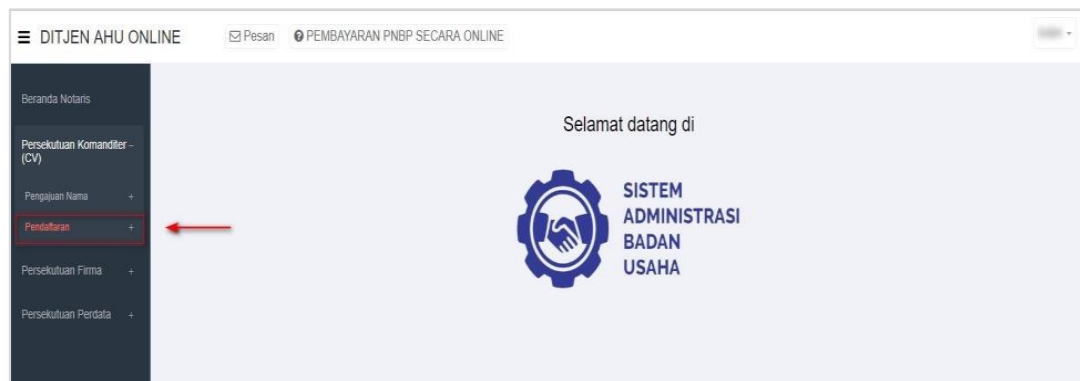 DITJEN AHU ONLINE Pesan PEMBAYARAN PNBP SECARA ONLINE
Beranda Notaris
Persekutuan Komanditer –
(CV)
Pengajuan Nama +
Pendaftaran +
Persekutuan Firma +
Persekutuan Perdata +
Selamat datang di
SISTEM
ADMINISTRASI
BADAN
USAHA